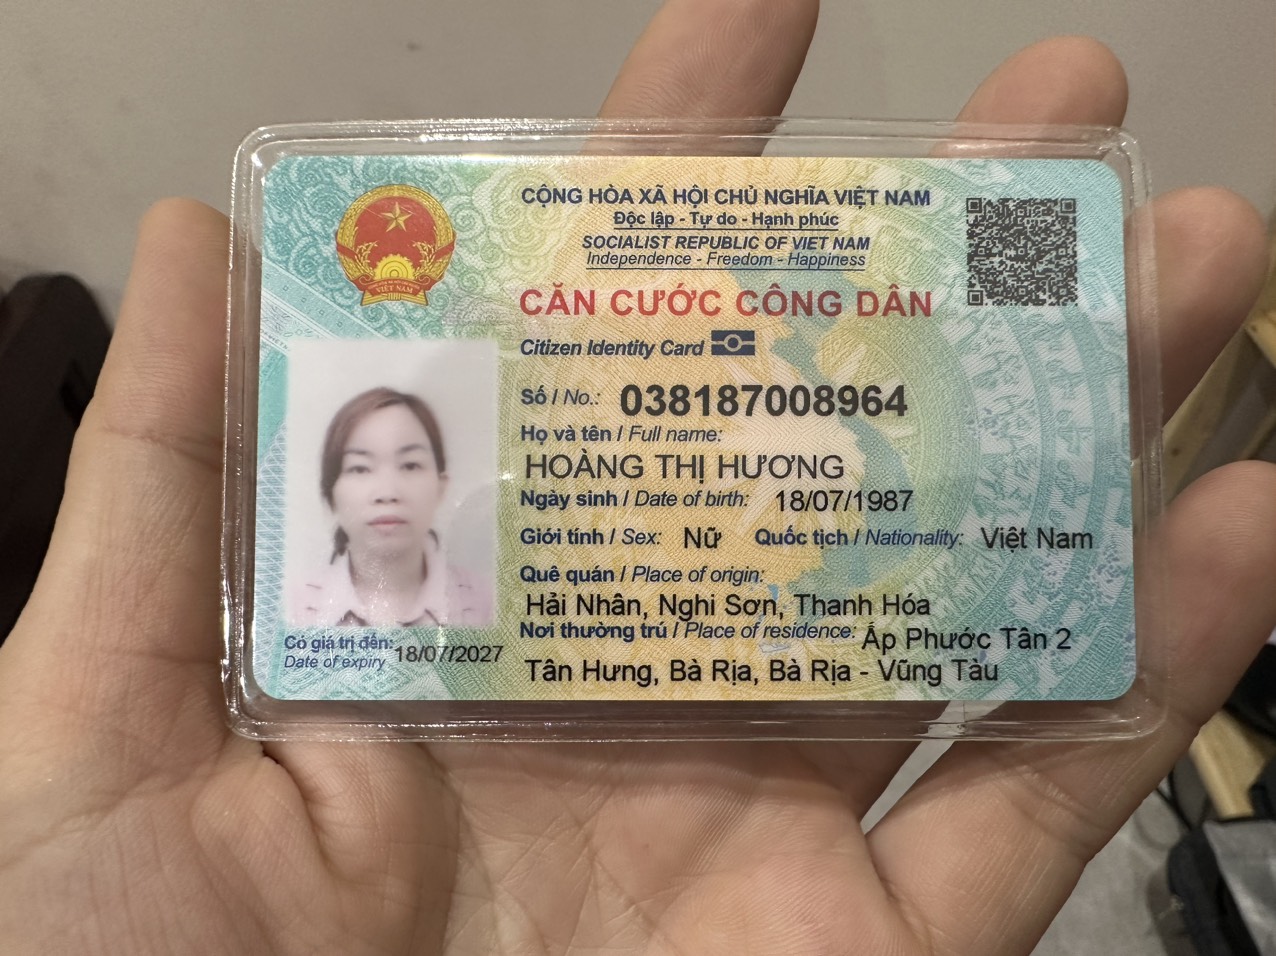 CỘNG HÒA XÃ HỘI CHỦ NGHĨA VIỆT NAM
Độc lập - Tự do - Hạnh phúc
SOCIALIST REPUBLIC OF VIET NAM
Independence - Freedom - Happiness
CĂN CƯỚC CÔNG DÂN
Citizen Identity Card
Số / No.: 038187008964
Họ và tên / Full name:
HOÀNG THỊ HƯƠNG
Ngày sinh / Date of birth: 18/07/1987
Giới tính / Sex: Nữ Quốc tịch / Nationality: Việt Nam
Quê quán / Place of origin:
Hải Nhân, Nghi Sơn, Thanh Hóa
Nơi thường trú / Place of residence: Ấp Phước Tân 2
Tân Hưng, Bà Rịa, Bà Rịa - Vũng Tàu
Có giá trị đến: 18/07/2027
Date of expiry
VIỆT NAM